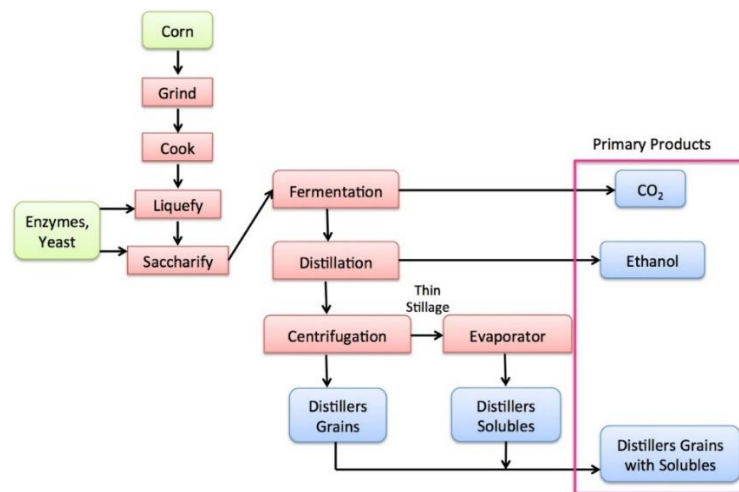 Corn
Grind
Cook
Liquefy
Saccharify
Enzymes,
Yeast
Fermentation
Distillation
Centrifugation
Thin
Stillage
Evaporator
Distillers
Grains
Distillers
Solubles
Primary Products
CO₂
Ethanol
Distillers Grains
with Solubles